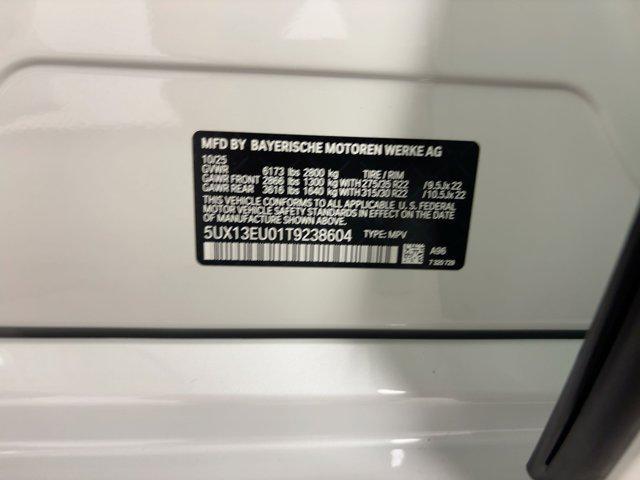 MFD BY BAYERISCHE MOTOREN WERKE AG
10/25
GVWR 6173 lbs 2800 kg TIRE / RIM
GAWR FRONT 2866 lbs 1300 kg WITH 275/35 R22 / 9.5Jx22
GAWR REAR 3616 lbs 1640 kg WITH 315/30 R22 / 10.5Jx22
THIS VEHICLE CONFORMS TO ALL APPLICABLE U. S. FEDERAL
MOTOR VEHICLE SAFETY STANDARDS IN EFFECT ON THE DATE
OF MANUFACTURE SHOWN ABOVE.
5UX13EU01T9238604 TYPE: MPV
A96